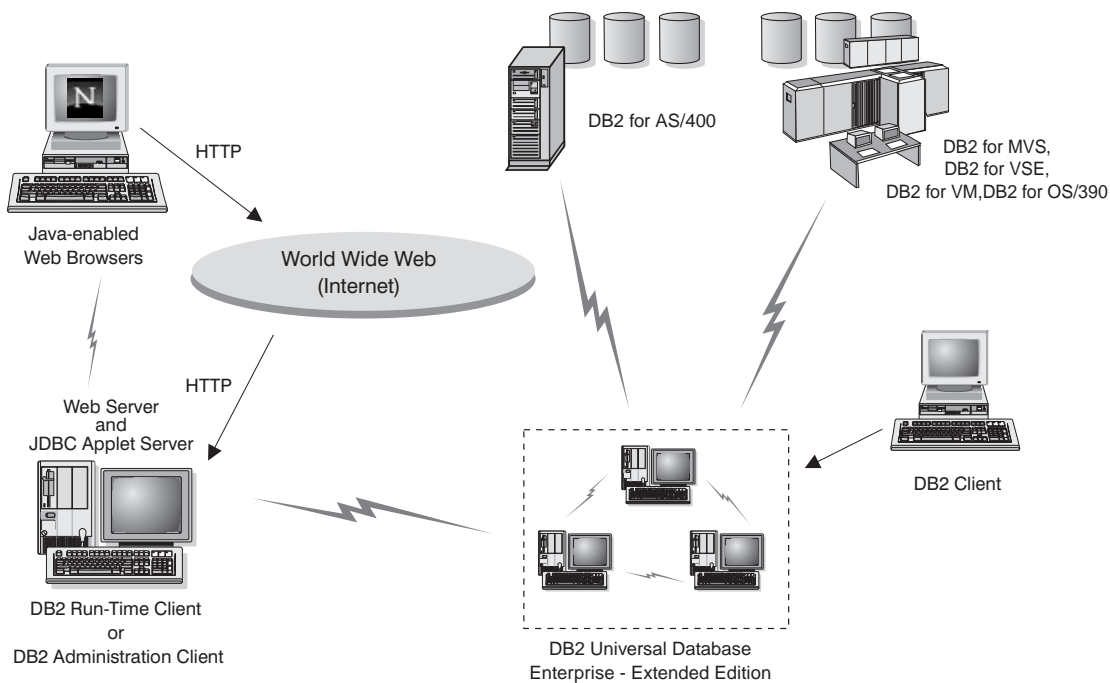 N
HTTP
Java-enabled
Web Browsers
World Wide Web
(Internet)
DB2 for AS/400
DB2 for MVS,
DB2 for VSE,
DB2 for VM,DB2 for OS/390
HTTP
Web Server
and
JDBC Applet Server
DB2 Run-Time Client
or
DB2 Administration Client
DB2 Client
DB2 Universal Database
Enterprise - Extended Edition